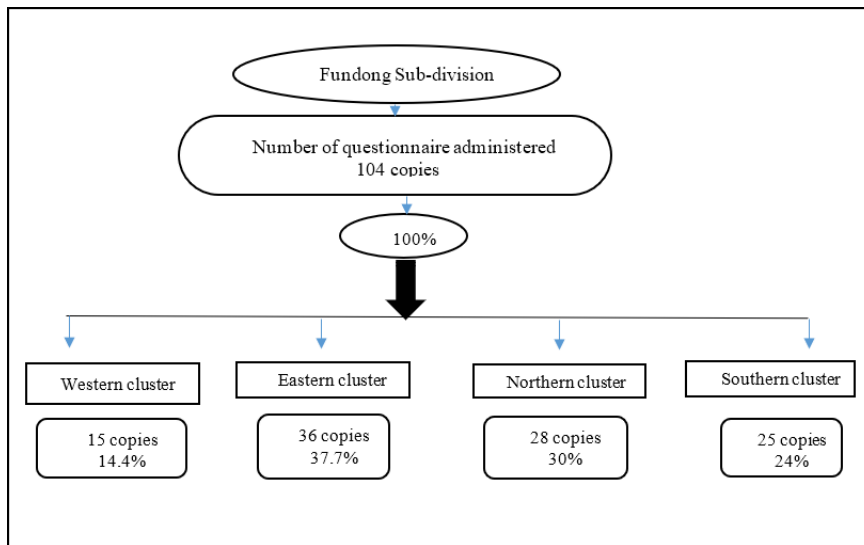 Fundong Sub-division
Number of questionnaire administered
104 copies
100%
Western cluster
Eastern cluster
Northern cluster
Southern cluster
15 copies
14.4%
36 copies
37.7%
28 copies
30%
25 copies
24%